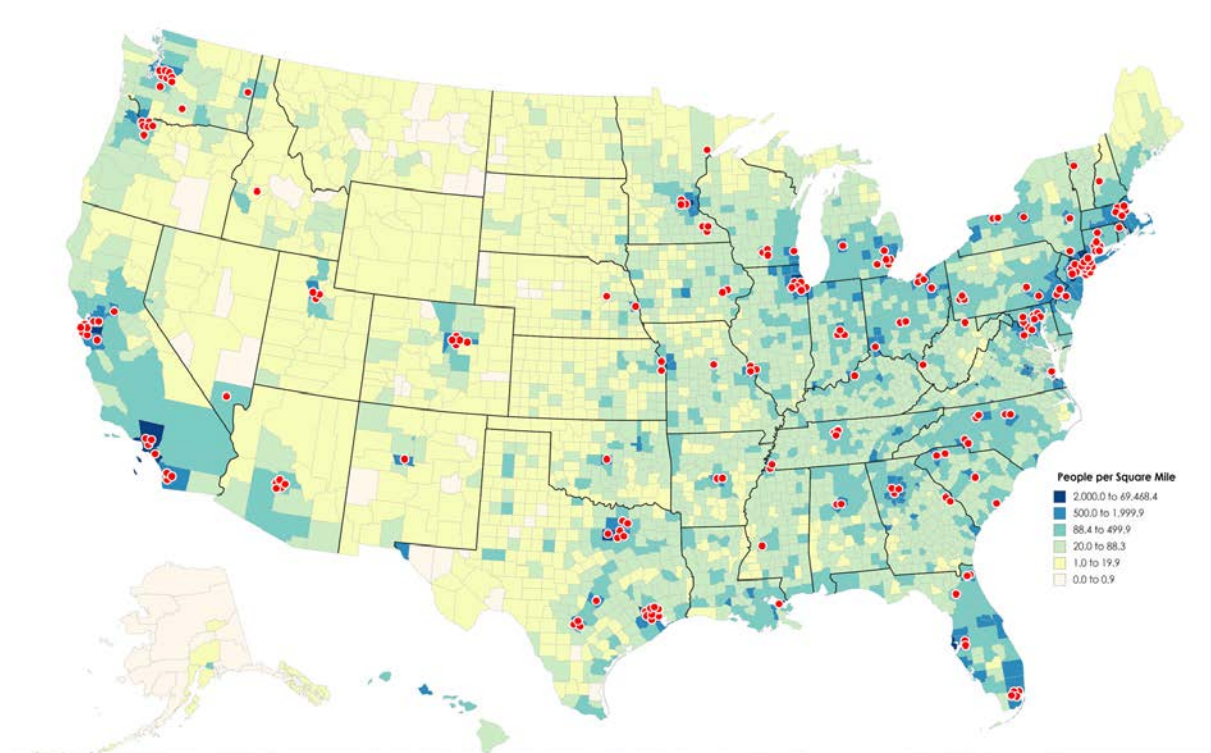 People per Square Mile
2,000.0 to 69,468.4
500.0 to 1,999.9
88.4 to 499.9
20.0 to 88.3
1.0 to 19.9
0.0 to 0.9